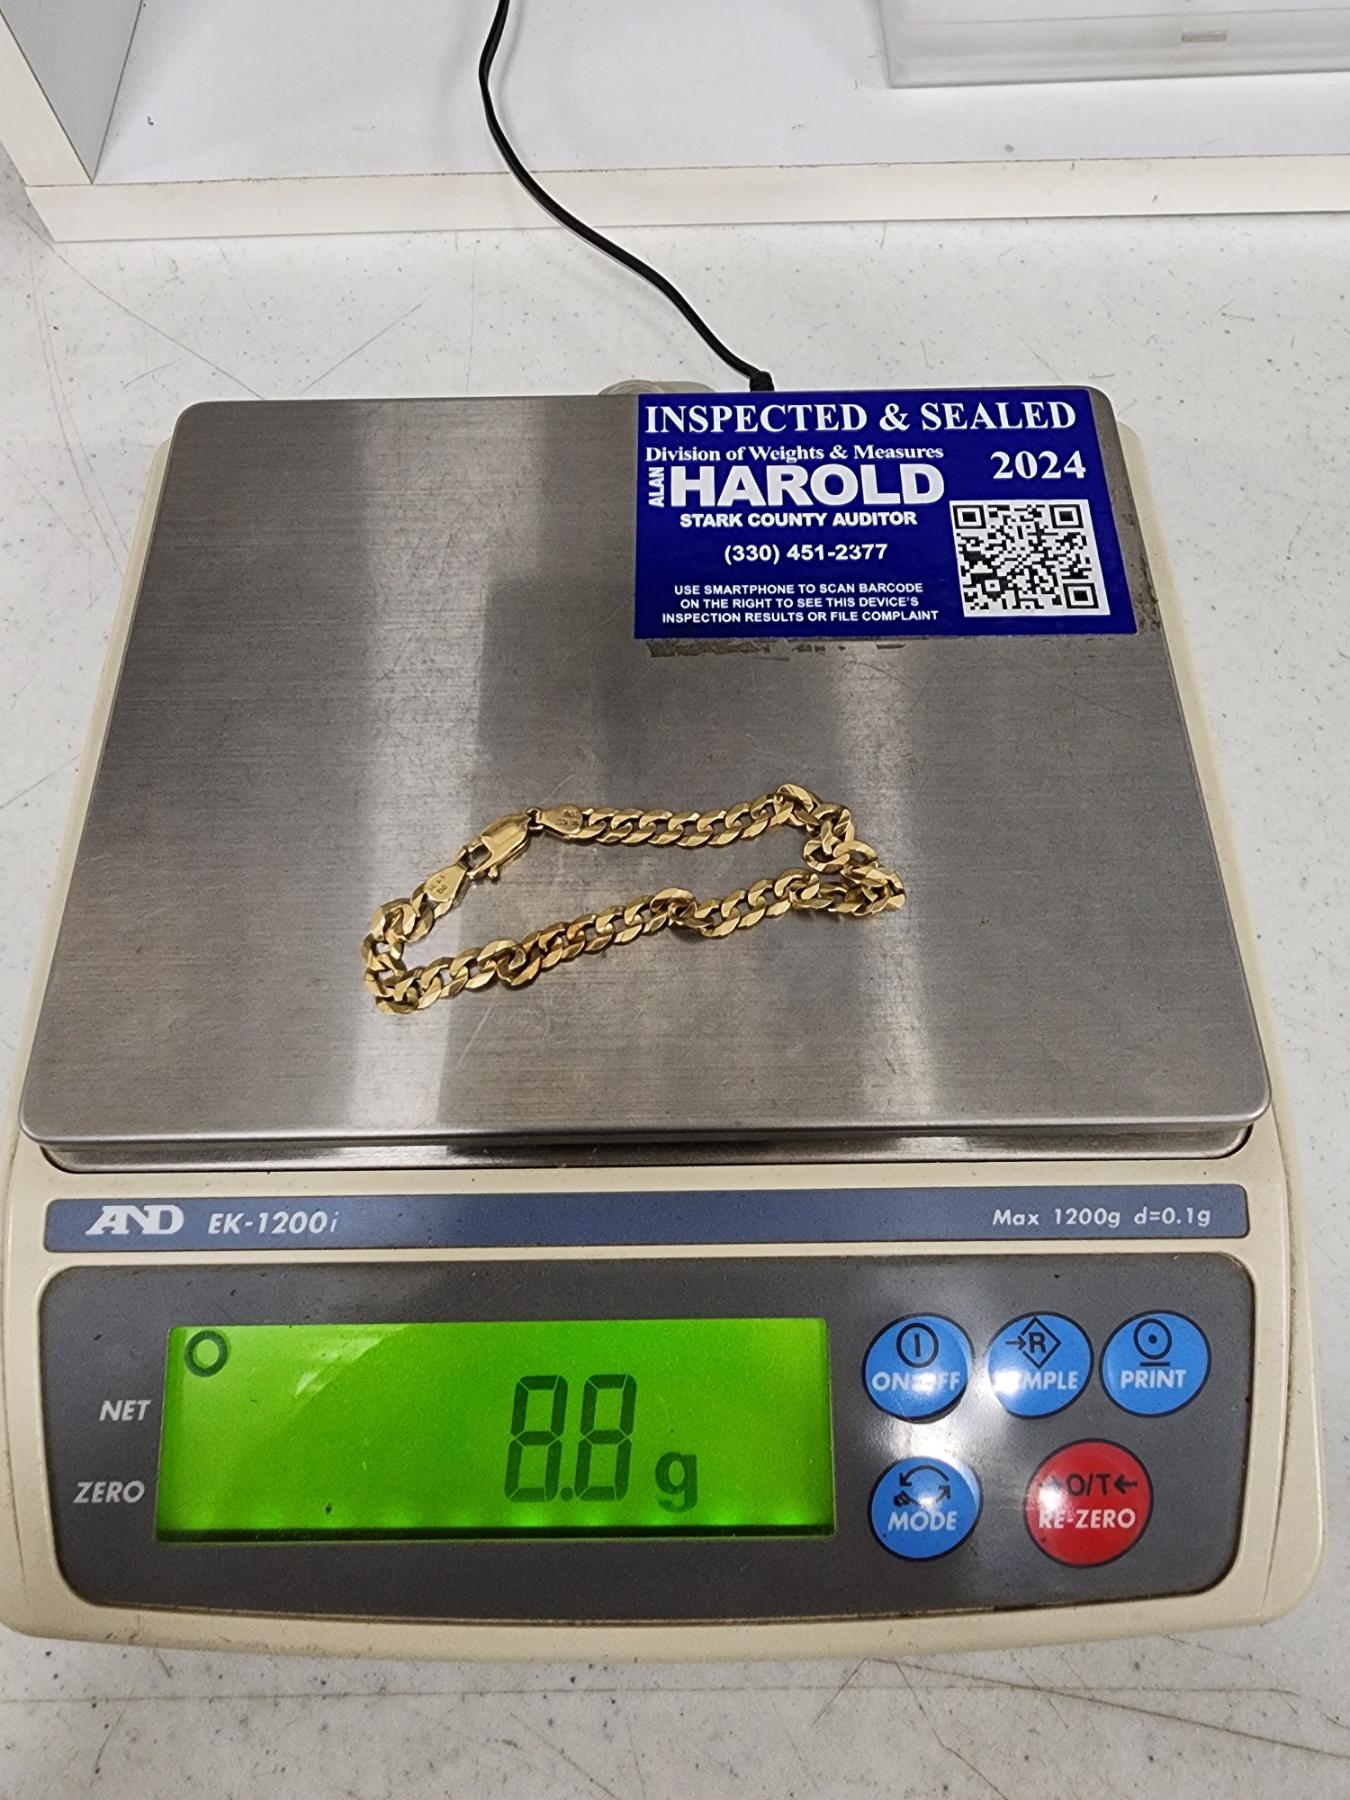 INSPECTED & SEALED
Division of Weights & Measures
2024
ALAN
HAROLD
STARK COUNTY AUDITOR
(330) 451-2377
USE SMARTPHONE TO SCAN BARCODE
ON THE RIGHT TO SEE THIS DEVICE'S
INSPECTION RESULTS OR FILE COMPLAINT
AND EK-1200i
Max 1200g d=0.1g
NET
ZERO
8.8 g
R
PRINT
MODE
→O/T←
RE-ZERO